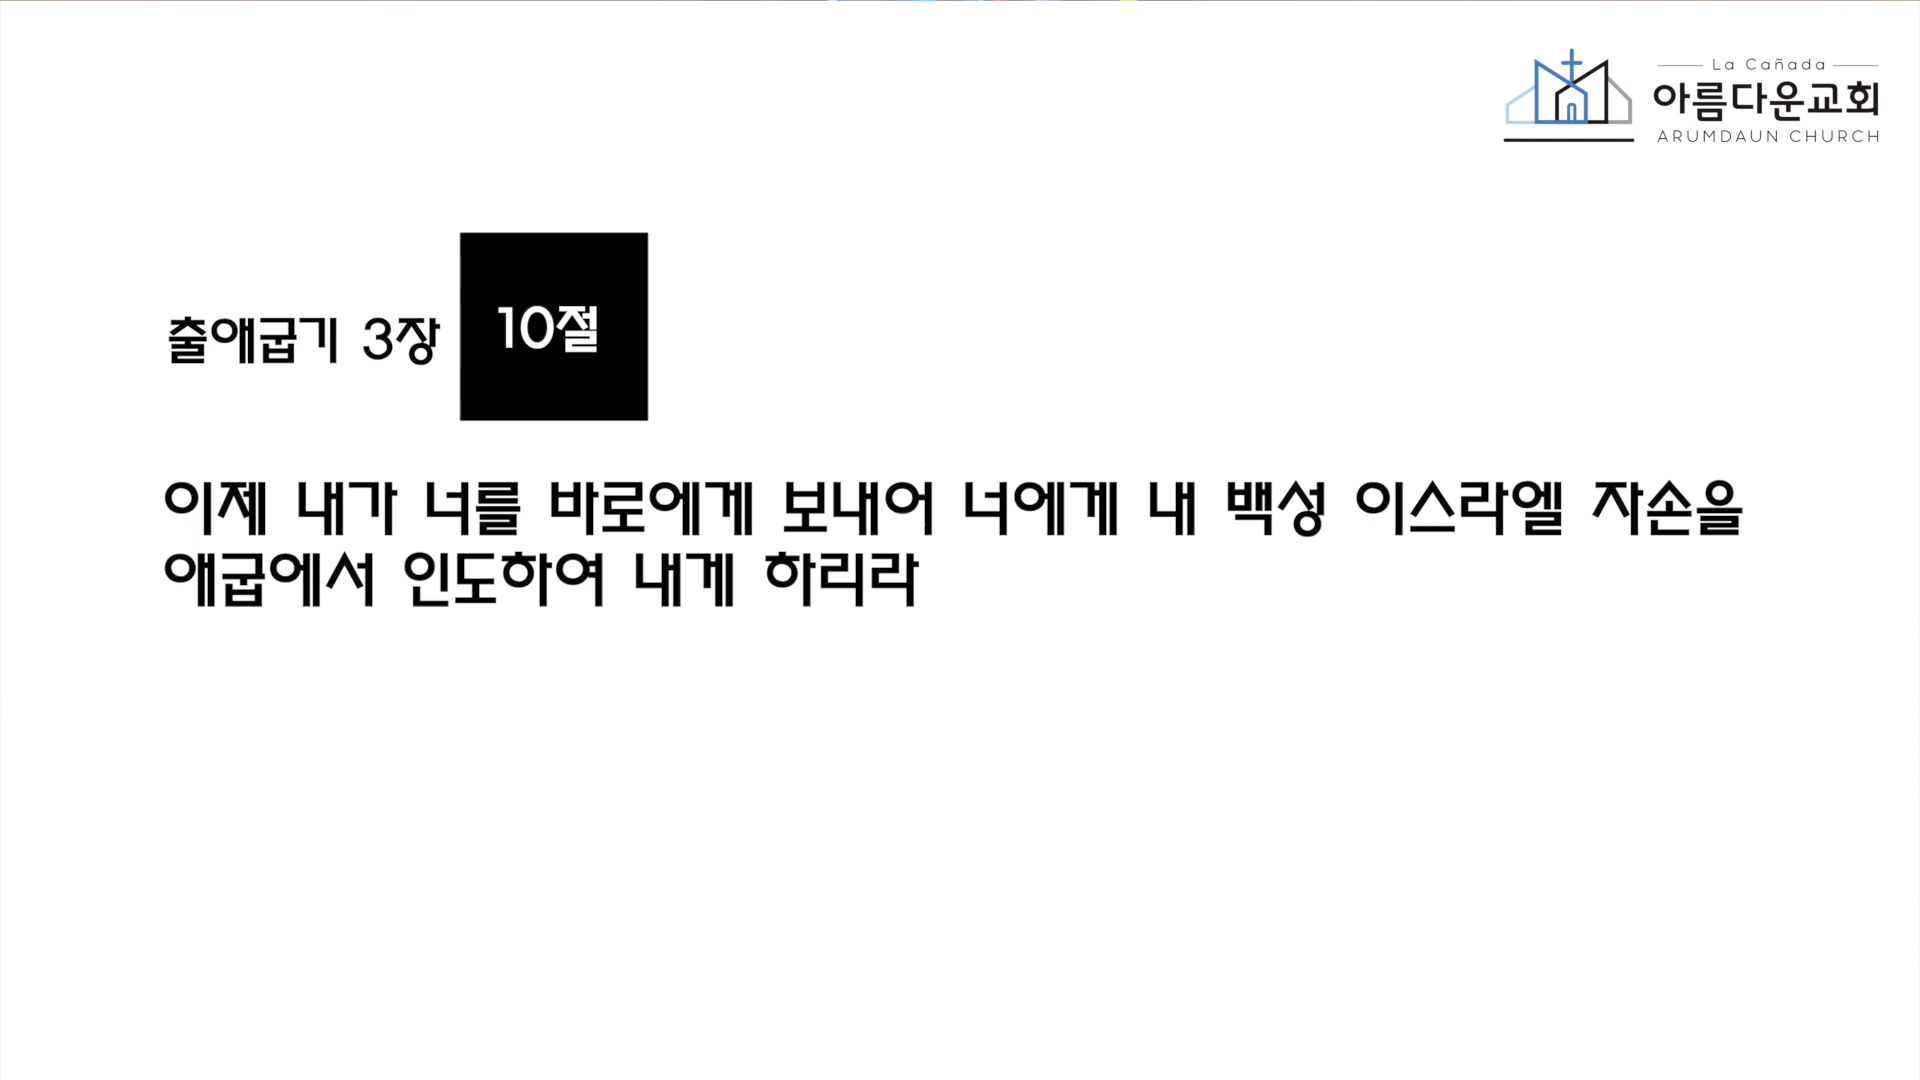 La Cañada
아름다운교회
ARUMDAUN CHURCH
출애굽기 3장 10절
이제 내가 너를 바로에게 보내어 너에게 내 백성 이스라엘 자손을
애굽에서 인도하여 내게 하리라